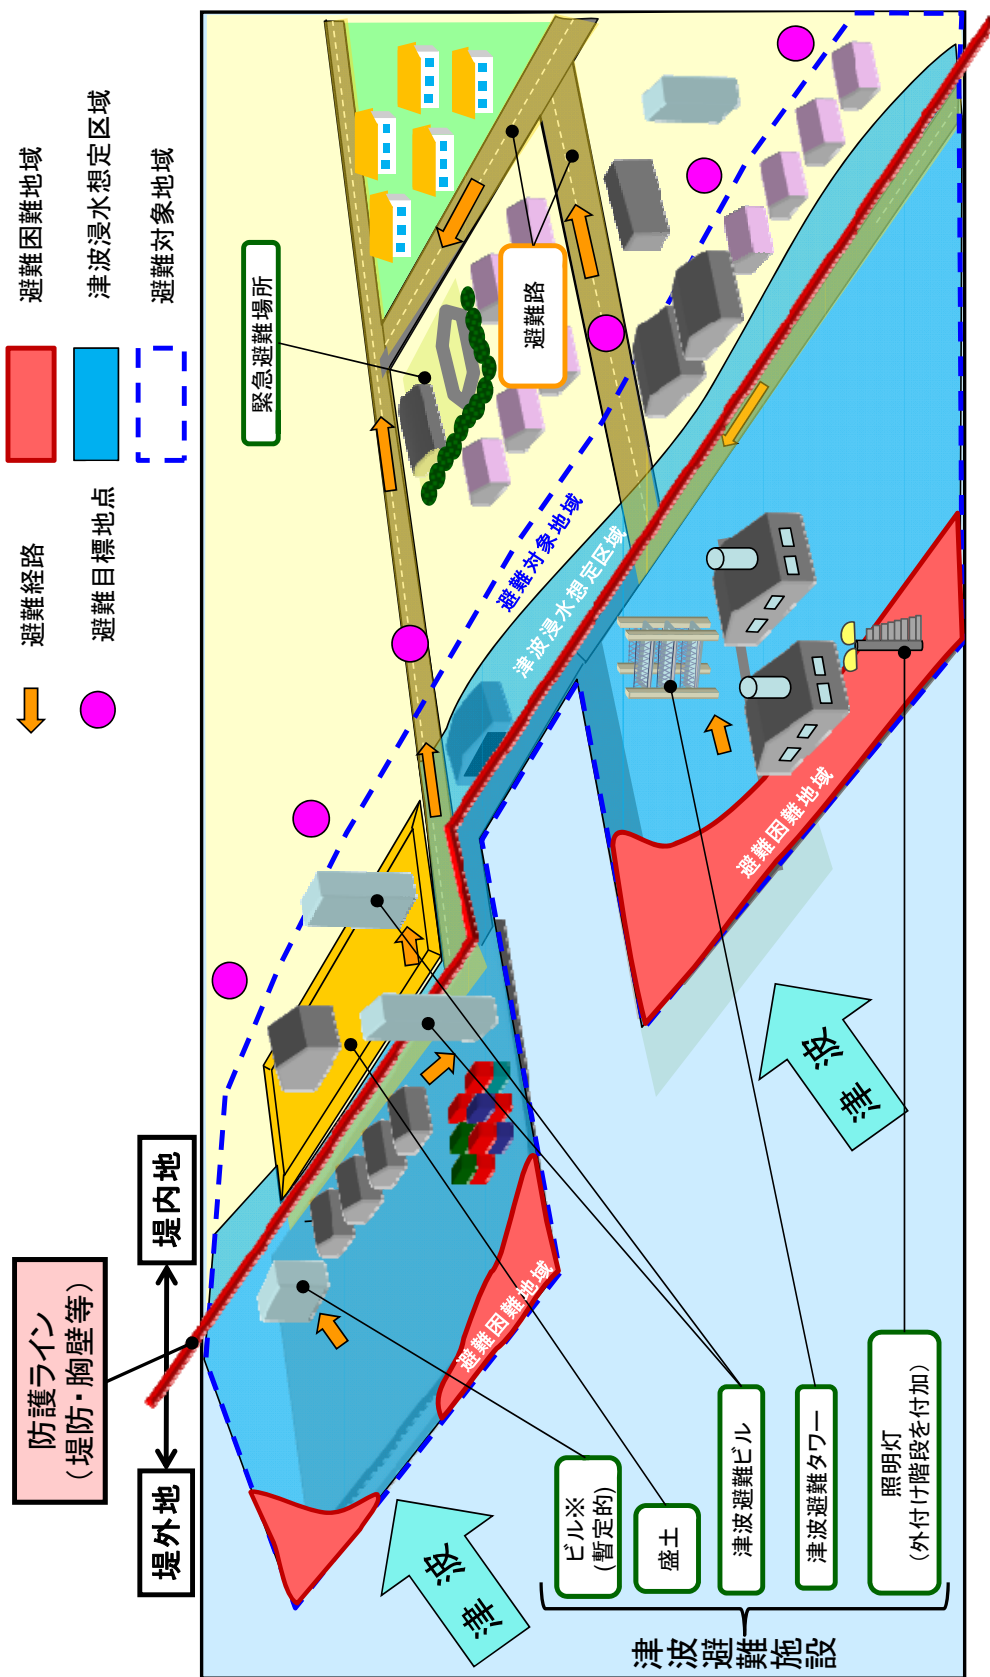 避難困難地域
津波浸水想定区域
避難対象地域
避難経路
避難目標地点
防護ライン
（堤防・胸壁等）
堤外地
堤内地
緊急避難場所
避難路
避難対象地域
津波浸水想定区域
避難困難地域
避難困難地域
津波
津波
津波避難施設
ビル※
（暫定的）
盛土
津波避難ビル
津波避難タワー
照明灯
（外付け階段を付加）